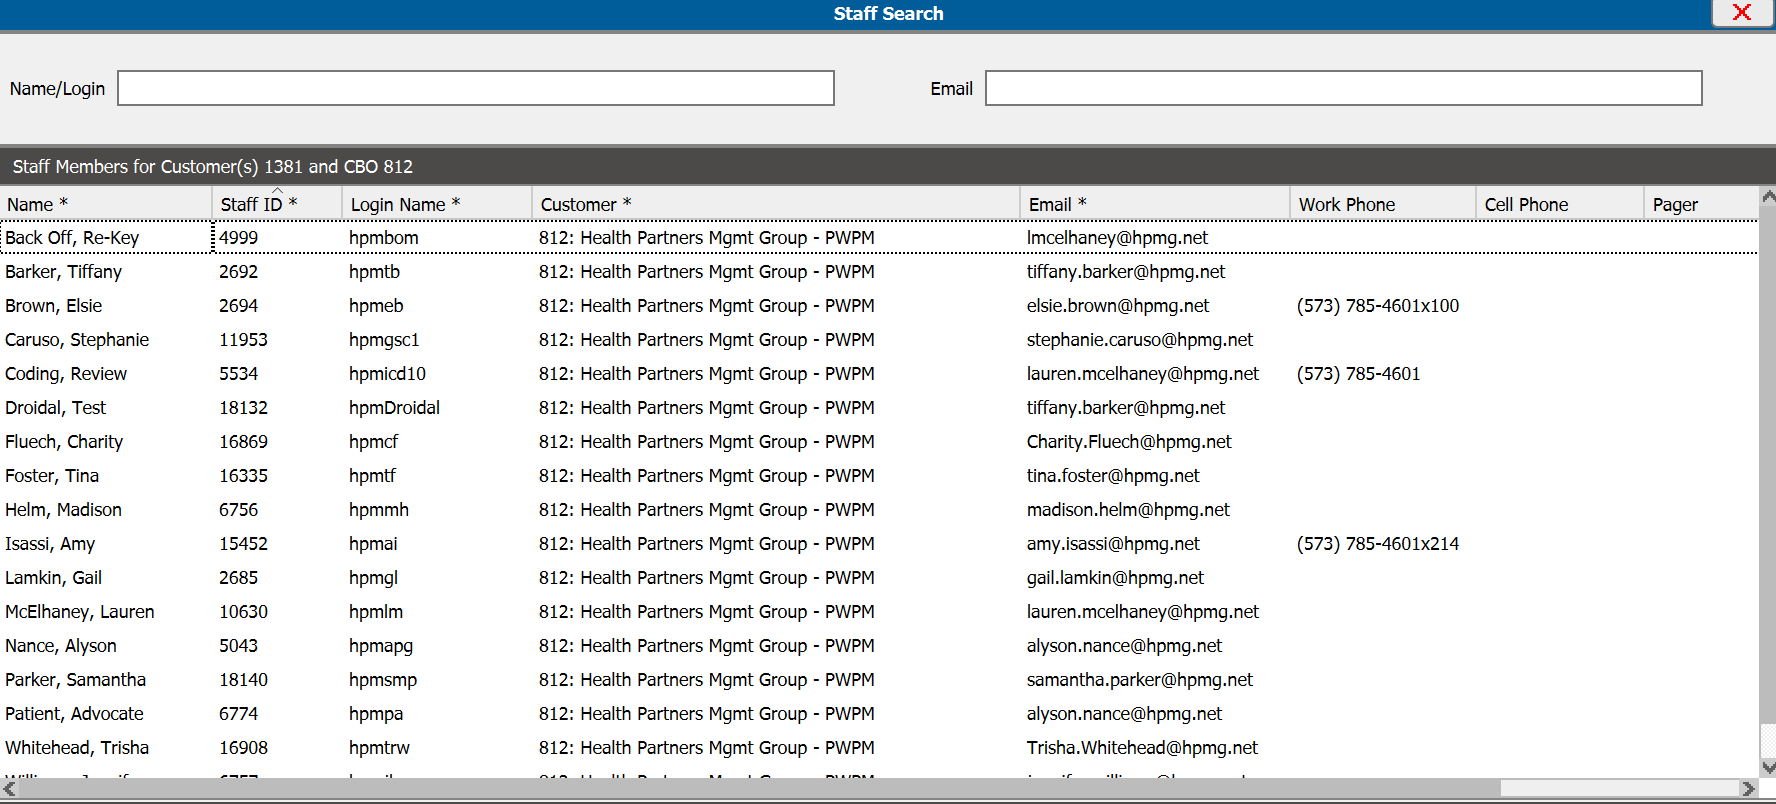 Staff Search
Name/Login
Email
Staff Members for Customer(s) 1381 and CBO 812
Name * Staff ID * Login Name * Customer * Email * Work Phone Cell Phone Pager
Back Off, Re-Key 4999 hpmbom 812: Health Partners Mgmt Group - PWPM lmcelhaney@hpmg.net
Barker, Tiffany 2692 hpmtb 812: Health Partners Mgmt Group - PWPM tiffany.barker@hpmg.net
Brown, Elsie 2694 hpmeb 812: Health Partners Mgmt Group - PWPM elsie.brown@hpmg.net (573) 785-4601x100
Caruso, Stephanie 11953 hpmgsc1 812: Health Partners Mgmt Group - PWPM stephanie.caruso@hpmg.net
Coding, Review 5534 hpmicd10 812: Health Partners Mgmt Group - PWPM lauren.mcelhaney@hpmg.net (573) 785-4601
Droidal, Test 18132 hpmDroidal 812: Health Partners Mgmt Group - PWPM tiffany.barker@hpmg.net
Fluech, Charity 16869 hpmcf 812: Health Partners Mgmt Group - PWPM Charity.Fluech@hpmg.net
Foster, Tina 16335 hpmtf 812: Health Partners Mgmt Group - PWPM tina.foster@hpmg.net
Helm, Madison 6756 hpmmh 812: Health Partners Mgmt Group - PWPM madison.helm@hpmg.net
Isassi, Amy 15452 hpmai 812: Health Partners Mgmt Group - PWPM amy.isassi@hpmg.net (573) 785-4601x214
Lamkin, Gail 2685 hpmgl 812: Health Partners Mgmt Group - PWPM gail.lamkin@hpmg.net
McElhaney, Lauren 10630 hpmlm 812: Health Partners Mgmt Group - PWPM lauren.mcelhaney@hpmg.net
Nance, Alyson 5043 hpmapg 812: Health Partners Mgmt Group - PWPM alyson.nance@hpmg.net
Parker, Samantha 18140 hpmsmp 812: Health Partners Mgmt Group - PWPM samantha.parker@hpmg.net
Patient, Advocate 6774 hpmpa 812: Health Partners Mgmt Group - PWPM alyson.nance@hpmg.net
Whitehead, Trisha 16908 hpmtrw 812: Health Partners Mgmt Group - PWPM Trisha.Whitehead@hpmg.net
812: Health Partners Mgmt Group - PWPM